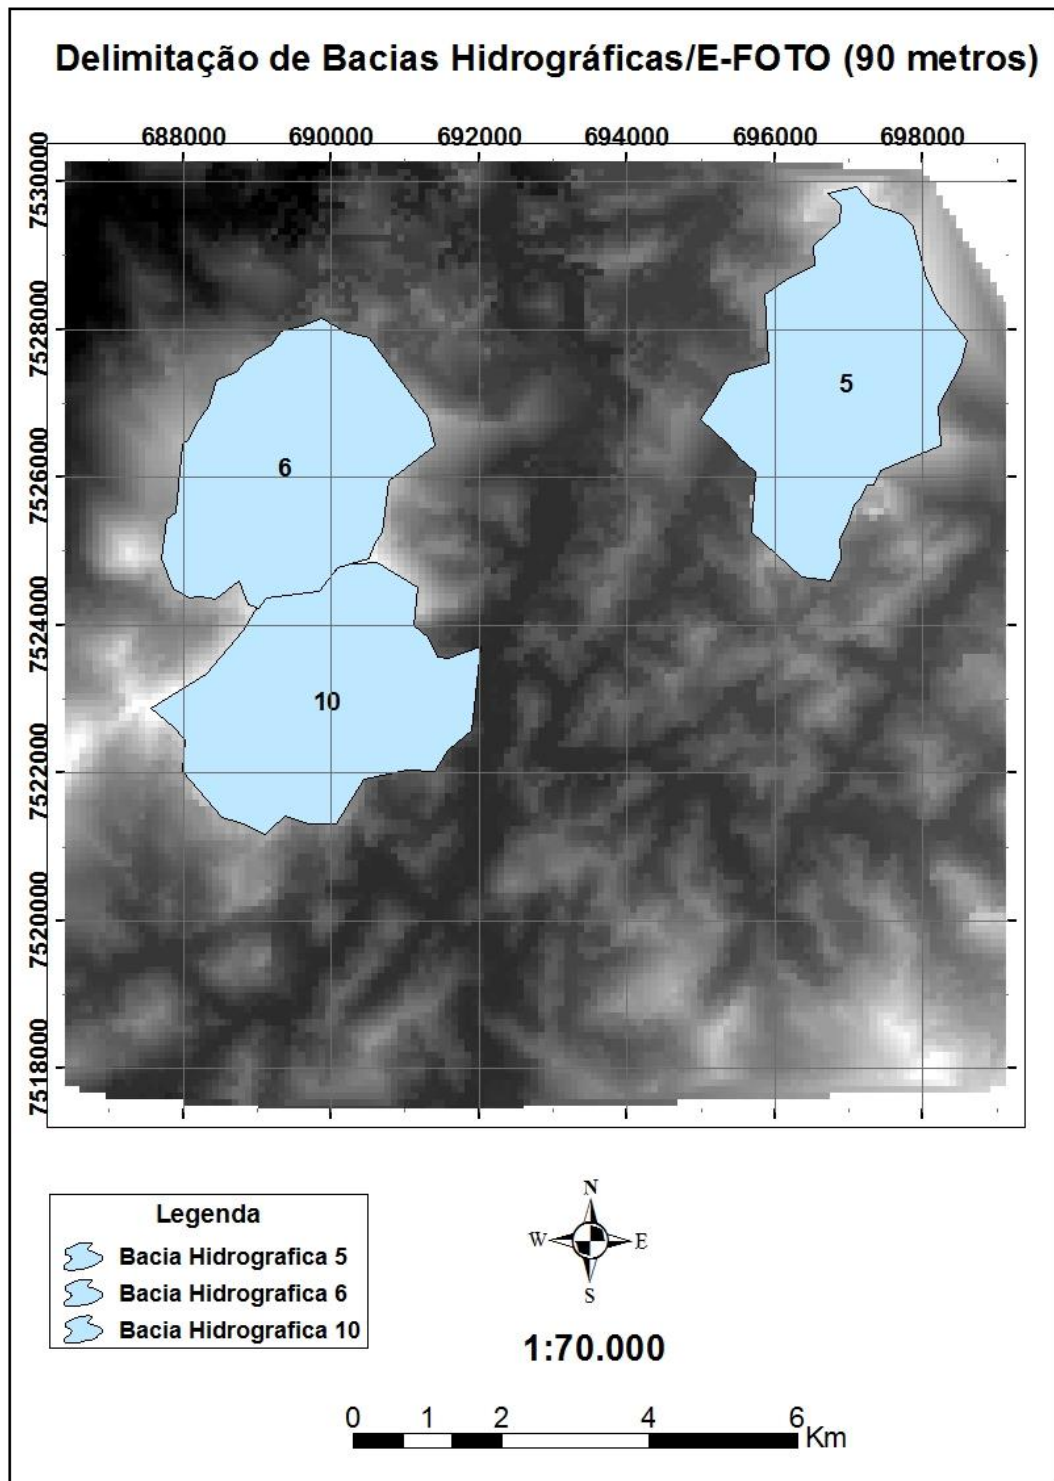 Delimitação de Bacias Hidrográficas/E-FOTO (90 metros)
688000 690000 692000 694000 696000 698000
7530000
7528000
7526000
7524000
7522000
7520000
7518000
5
6
10
Legenda
Bacia Hidrografica 5
Bacia Hidrografica 6
Bacia Hidrografica 10
N
W E
S
1:70.000
0 1 2 4 6
Km